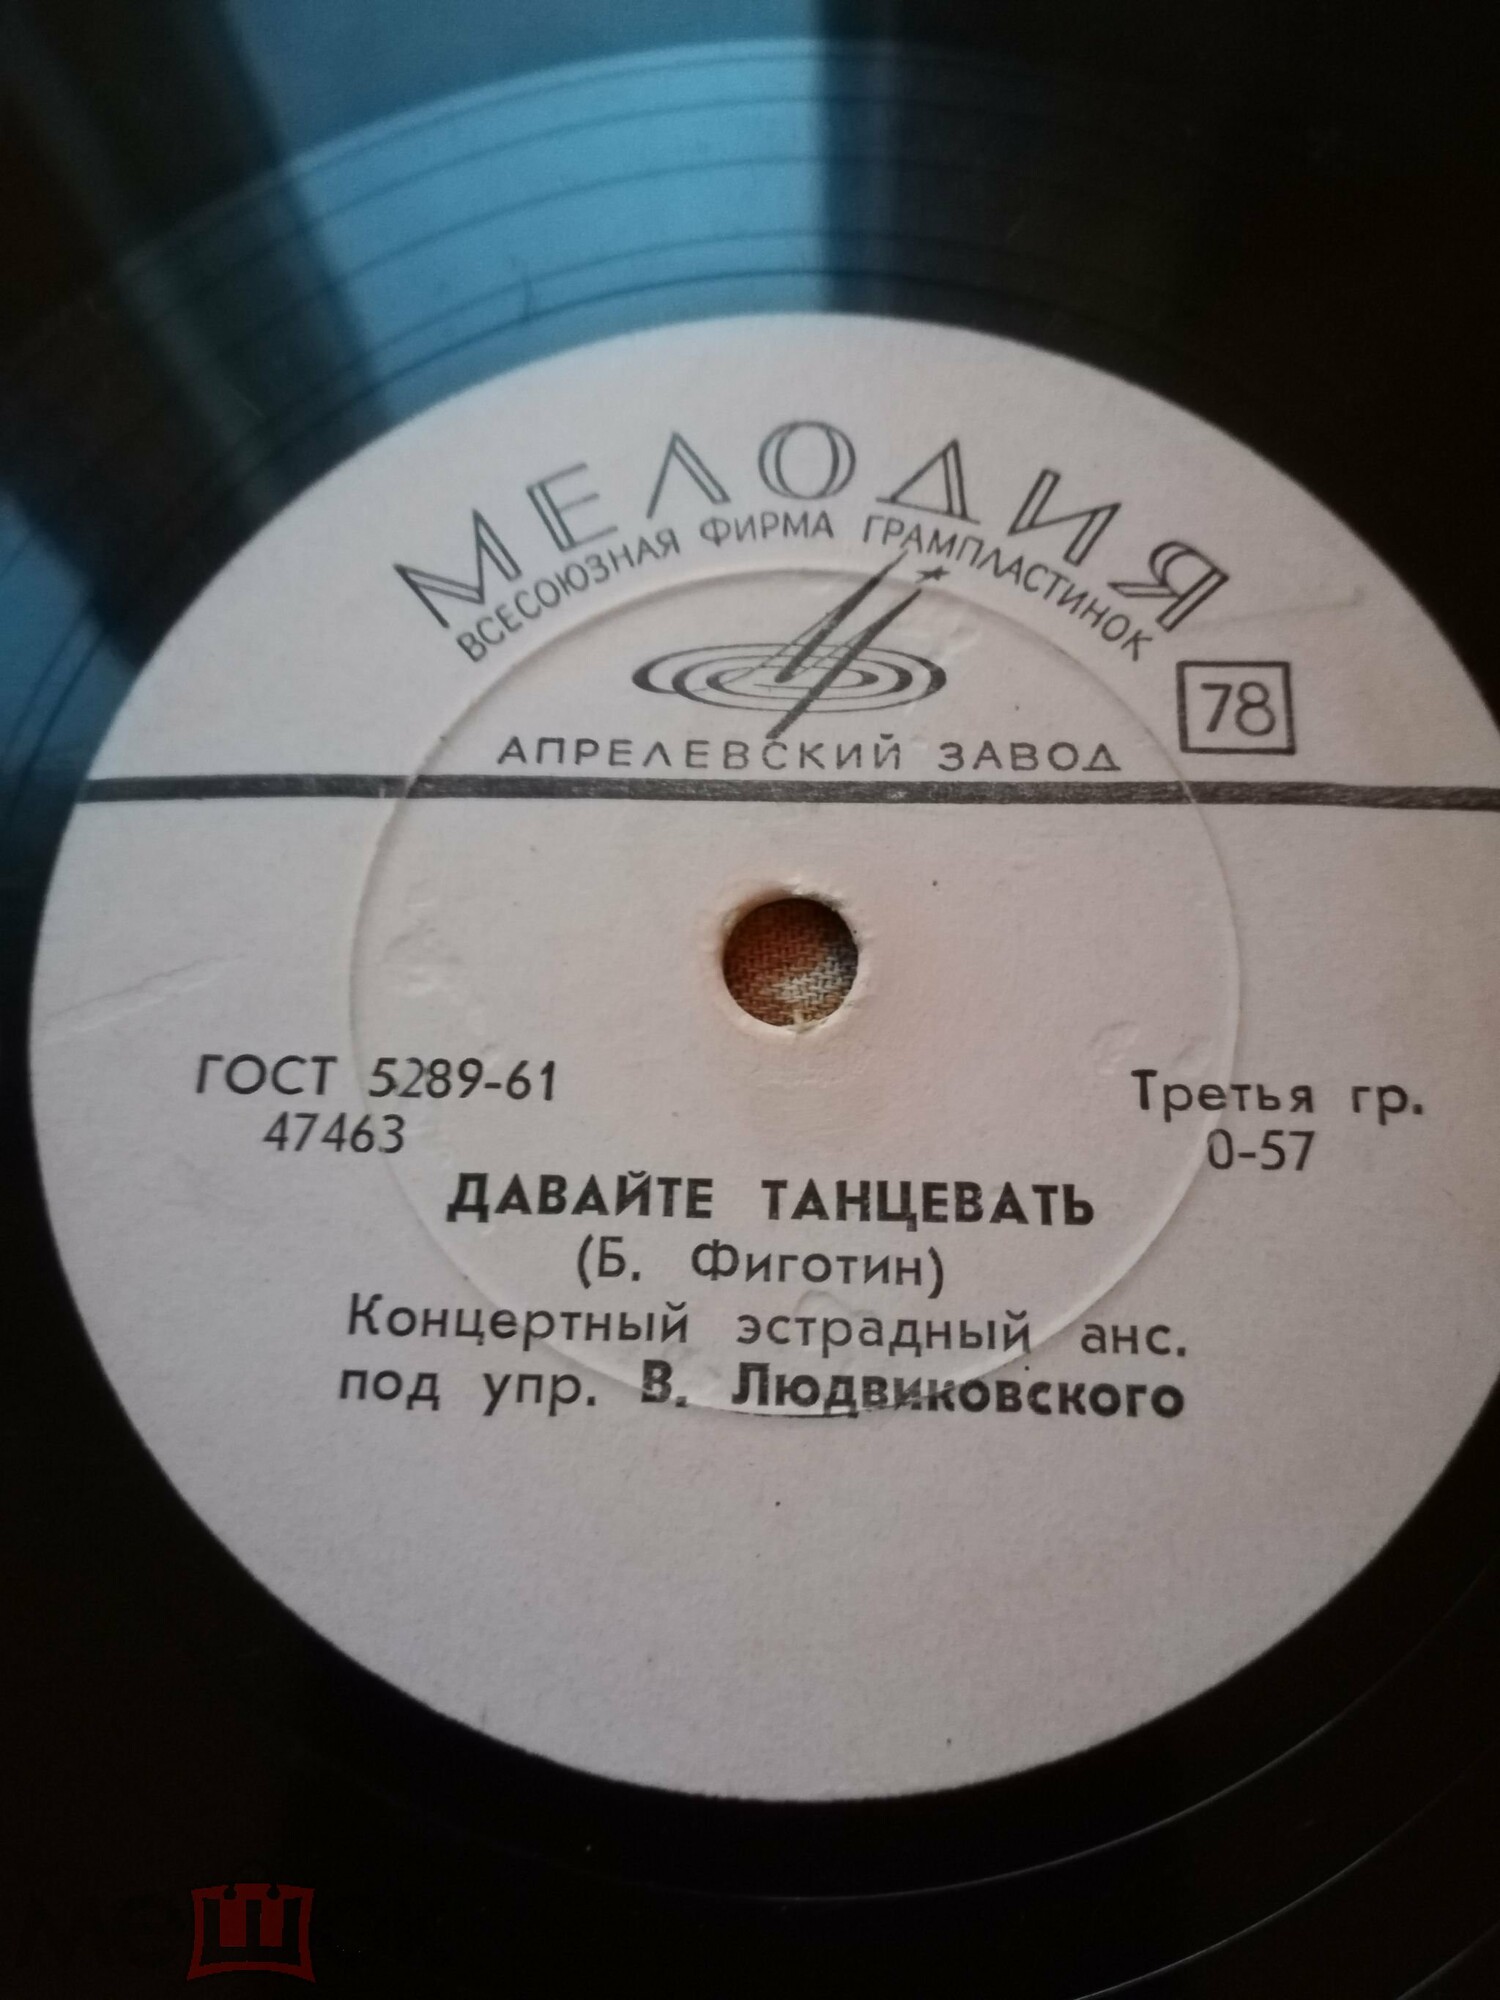 МЕЛОДИЯ
ВСЕСОЮЗНАЯ ФИРМА ГРАМПЛАСТИНОК
78
АПРЕЛЕВСКИЙ ЗАВОД
ГОСТ 5289-61
47463
Третья гр.
0-57
ДАВАЙТЕ ТАНЦЕВАТЬ
(Б. Фиготин)
Концертный эстрадный анс.
под упр. В. Людвиковского